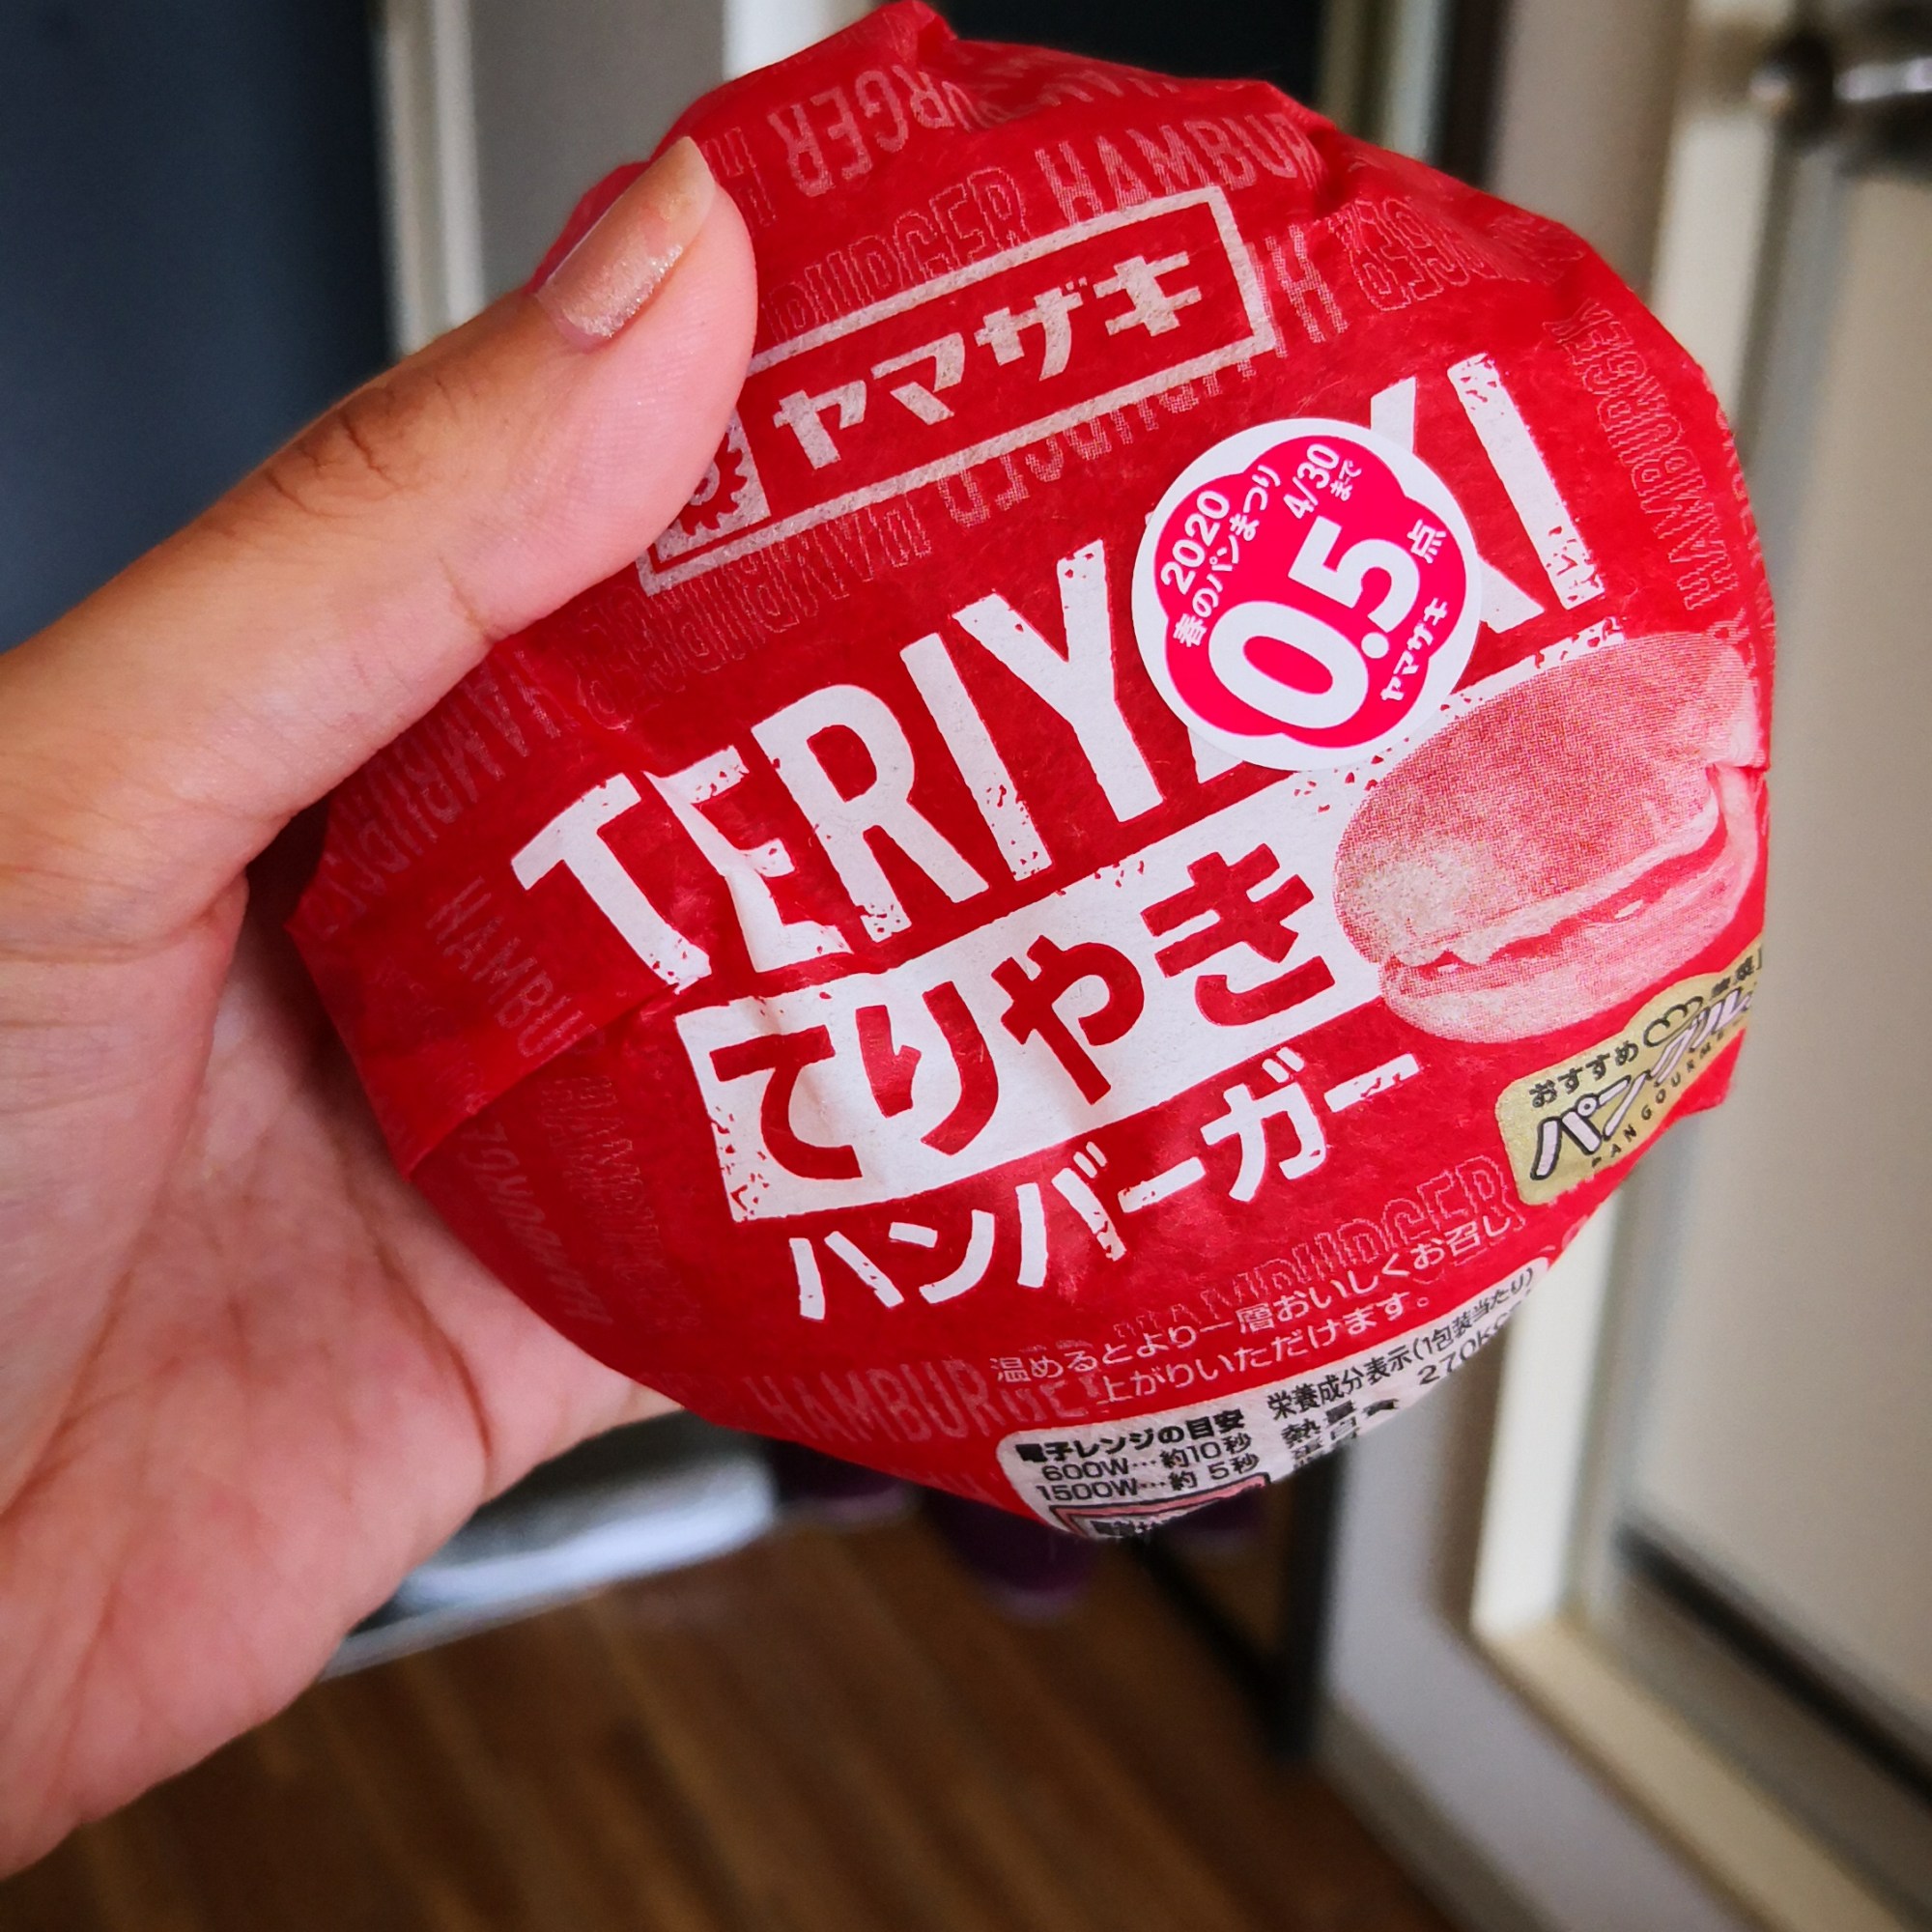 HAMBURGER
ヤマザキ
2020
春のパンまつり
4/30まで
0.5点
ヤマザキ
てりやき
ハンバーガー
おすすめ
温めるとより一層おいしくお召し
上がりいただけます。
電子レンジの目安
600W…約10秒
1500W…約 5秒
栄養成分表示(1包装当たり)
熱量